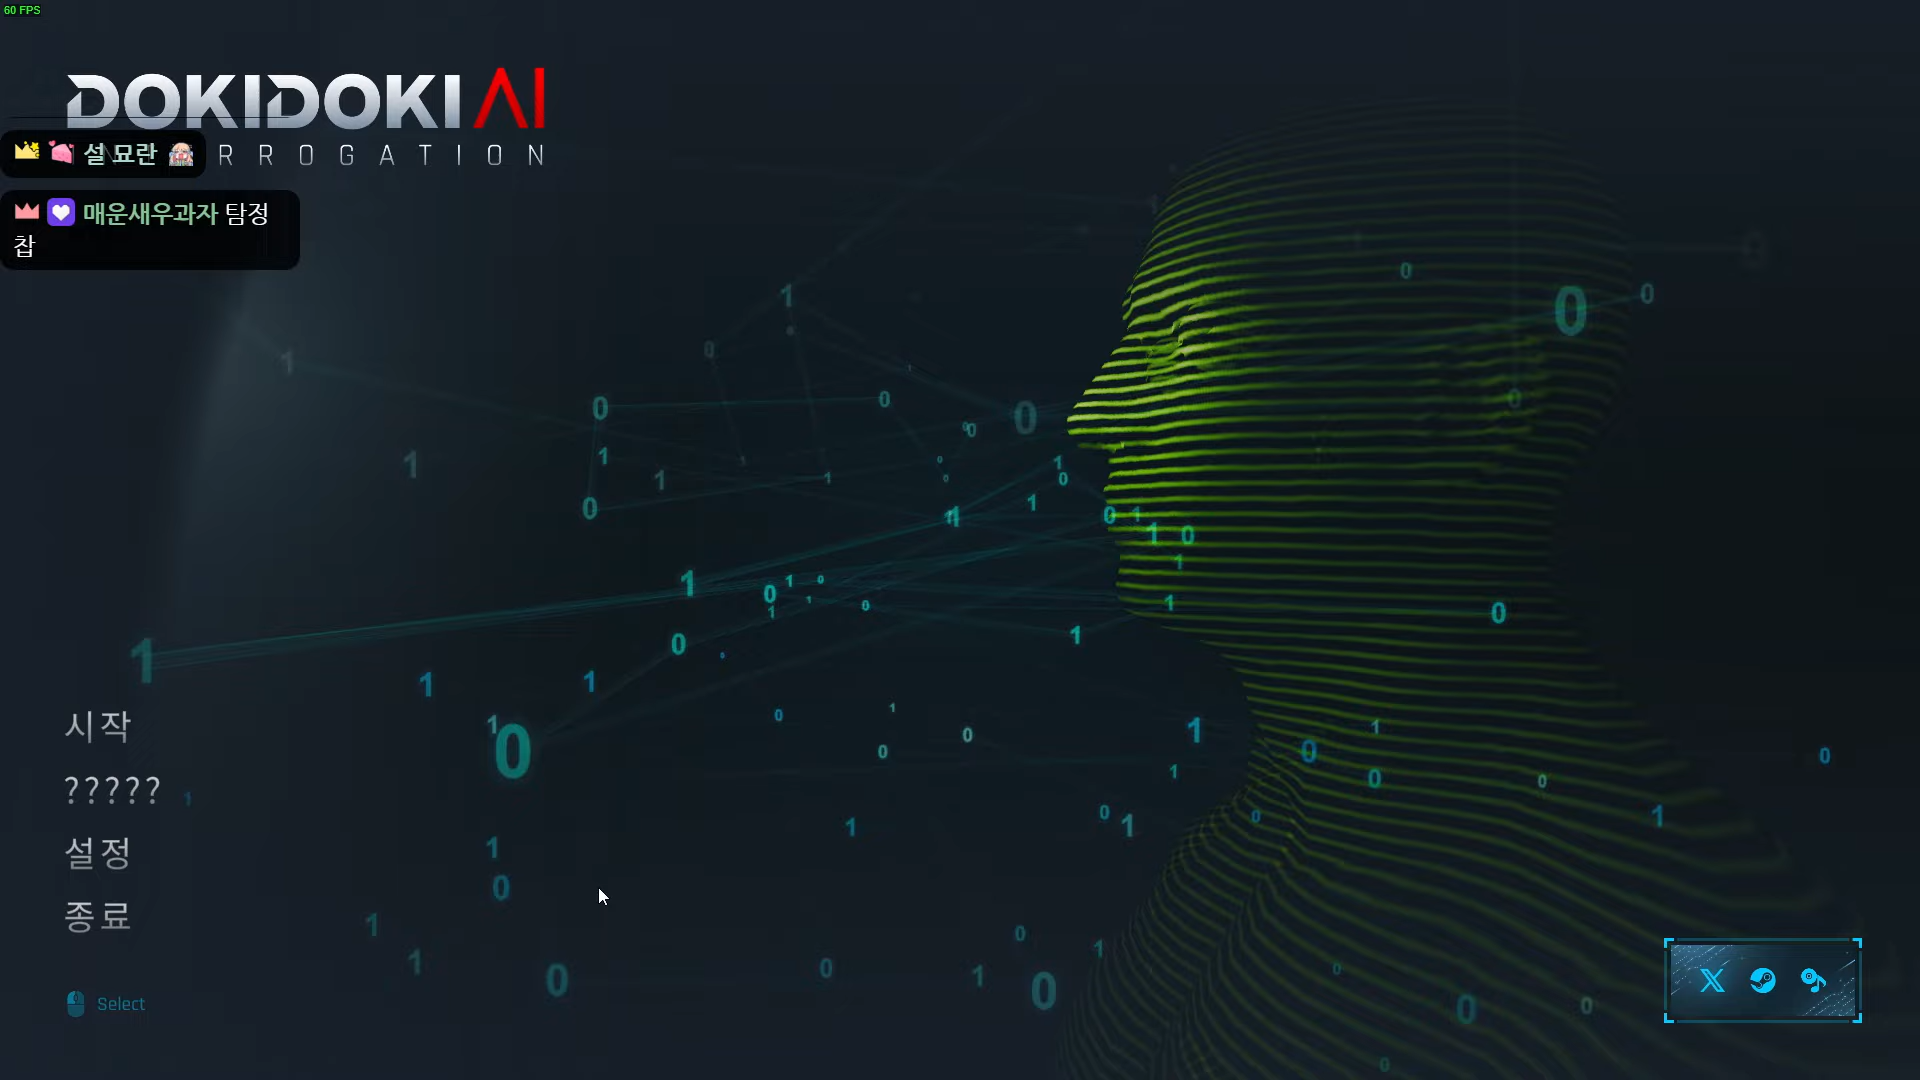 60 FPS
DOKIDOKI AI
RROGATION
설 묘란
매운새우과자 탐정
찹
시작
?????
설정
종료
Select